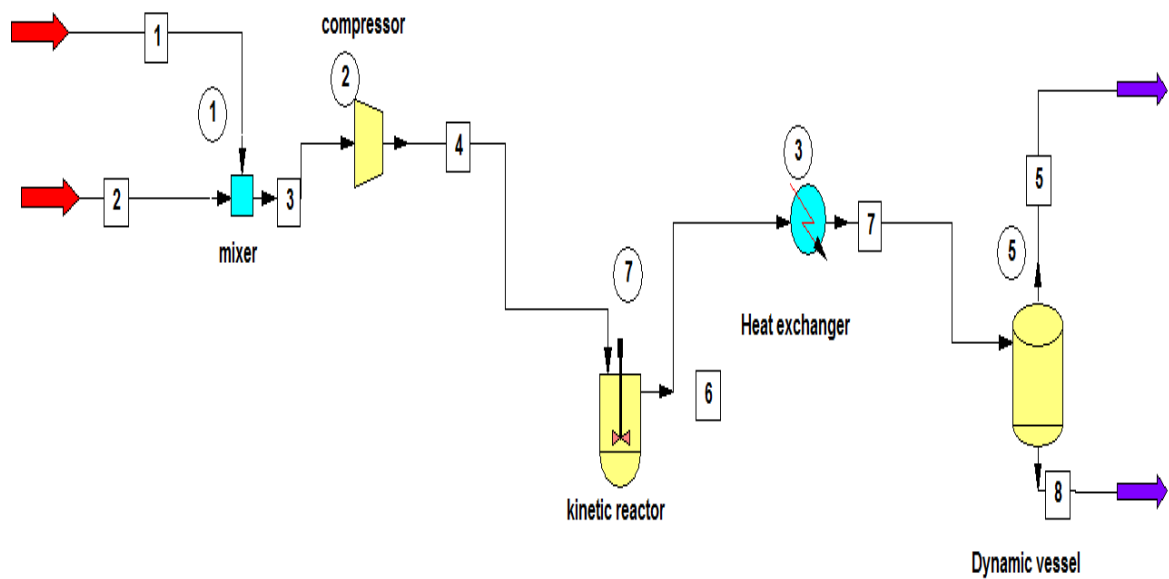 compressor
1
2
1
4
3
2
3
5
mixer
7
5
7
Heat exchanger
6
kinetic reactor
8
Dynamic vessel